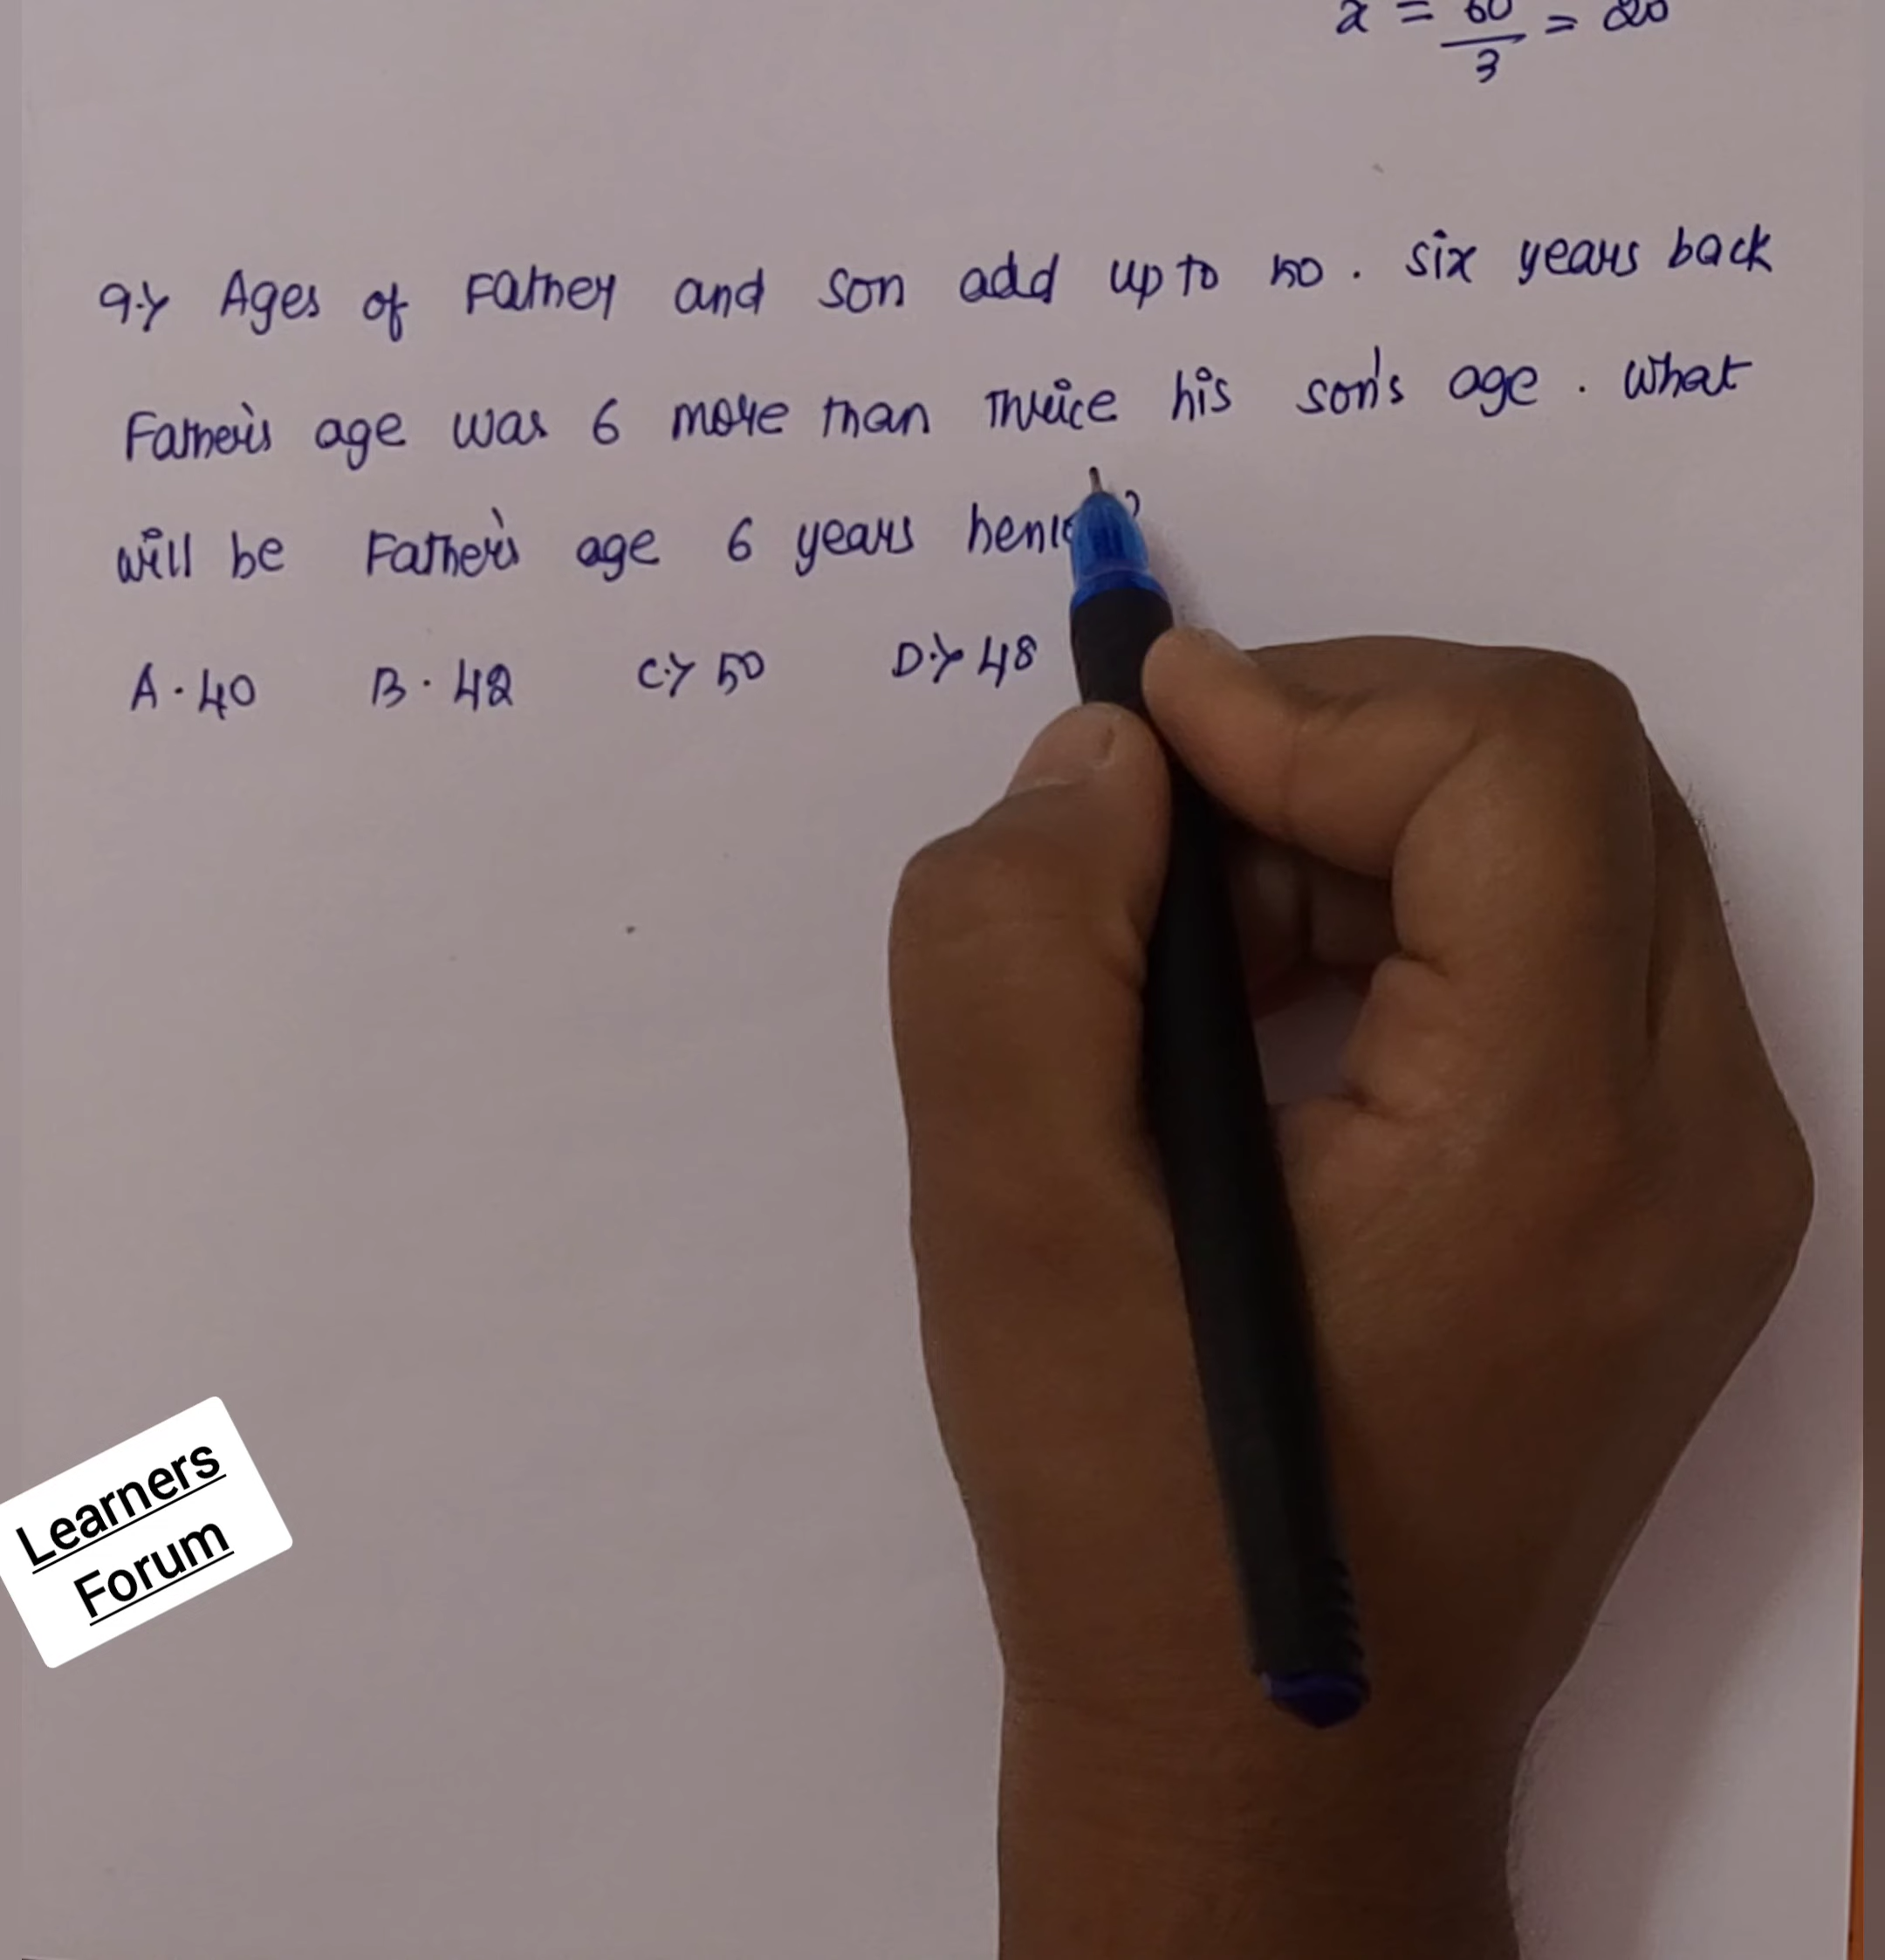 x = 60/3 = 20
9.) Ages of Father and son add up to 50. six years back
Father's age was 6 more than Twice his son's age. what
will be Father's age 6 years ?
A. 40 B. 42 C.) 50 D.) 48
Learners
Forum